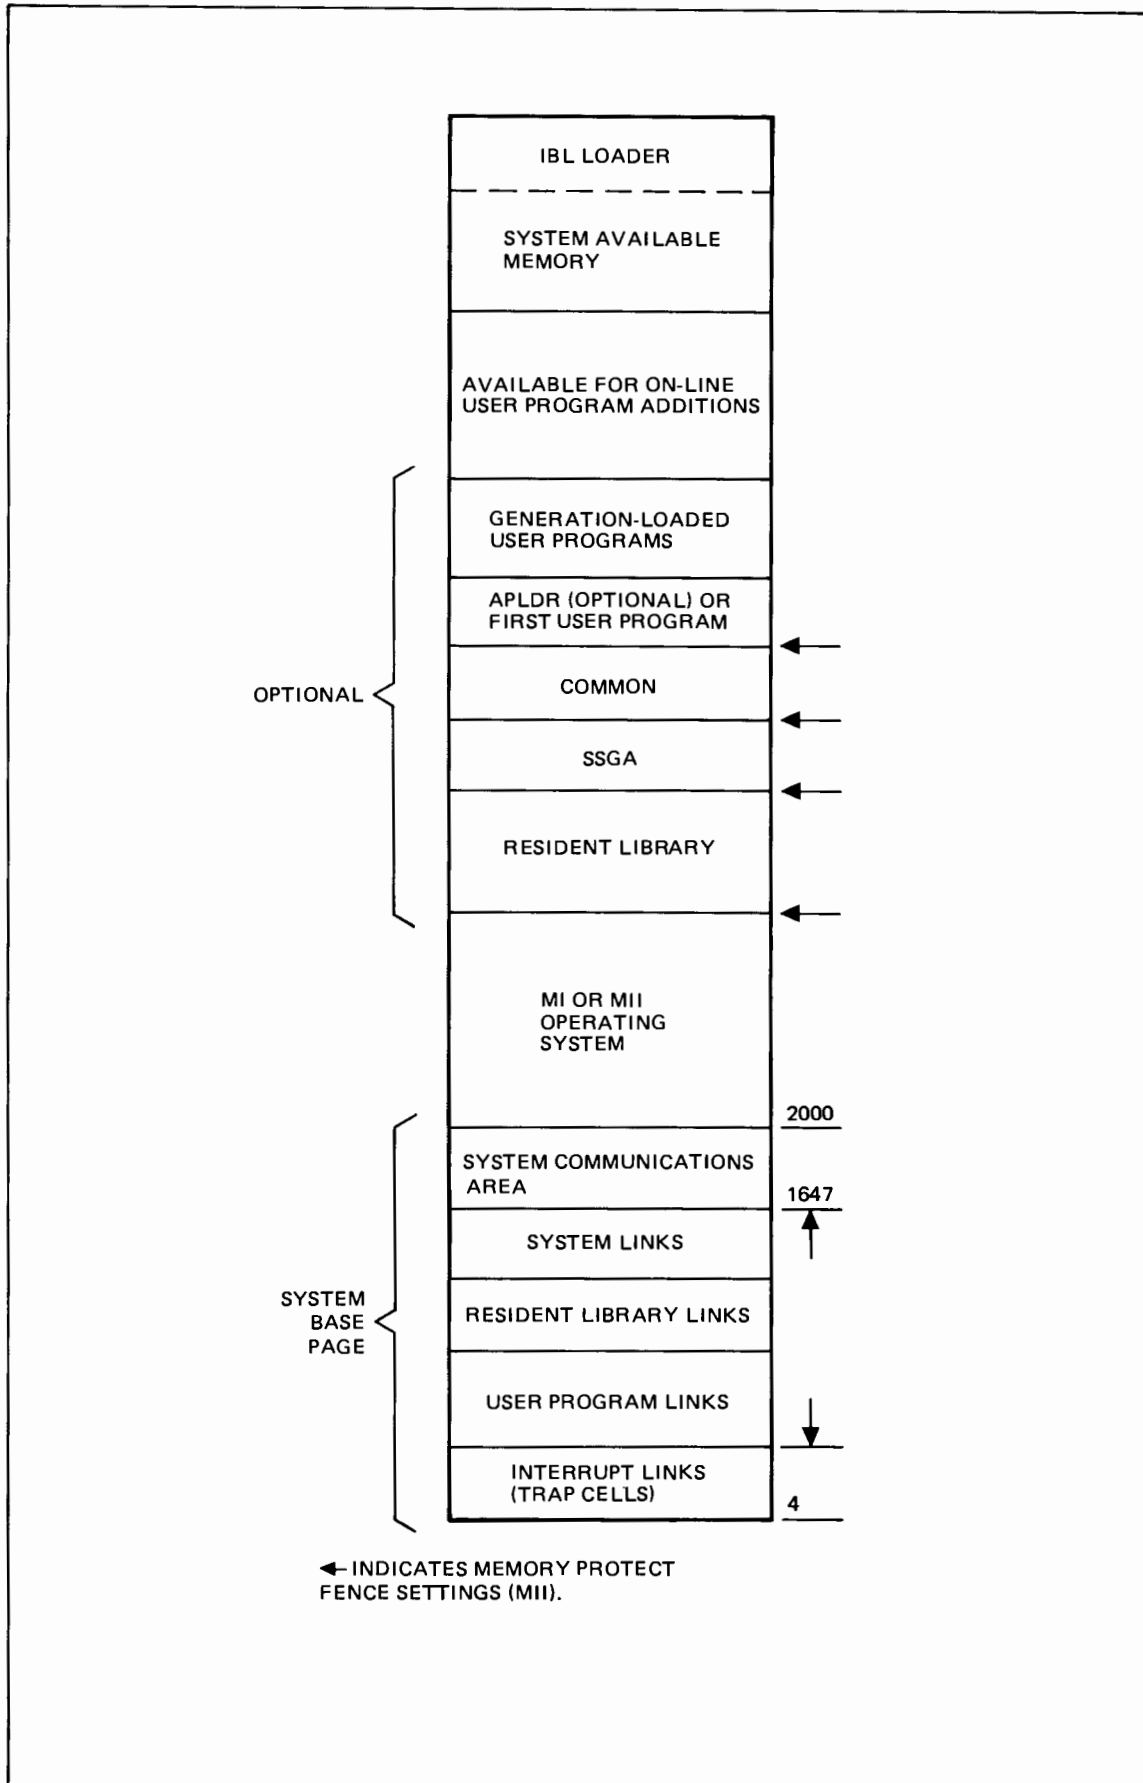 IBL LOADER
SYSTEM AVAILABLE
MEMORY
AVAILABLE FOR ON-LINE
USER PROGRAM ADDITIONS
GENERATION-LOADED
USER PROGRAMS
APLDR (OPTIONAL) OR
FIRST USER PROGRAM
OPTIONAL
COMMON
SSGA
RESIDENT LIBRARY
MI OR MII
OPERATING
SYSTEM
2000
SYSTEM COMMUNICATIONS
AREA
1647
SYSTEM LINKS
SYSTEM
BASE
PAGE
RESIDENT LIBRARY LINKS
USER PROGRAM LINKS
INTERRUPT LINKS
(TRAP CELLS)
4
INDICATES MEMORY PROTECT
FENCE SETTINGS (MII).